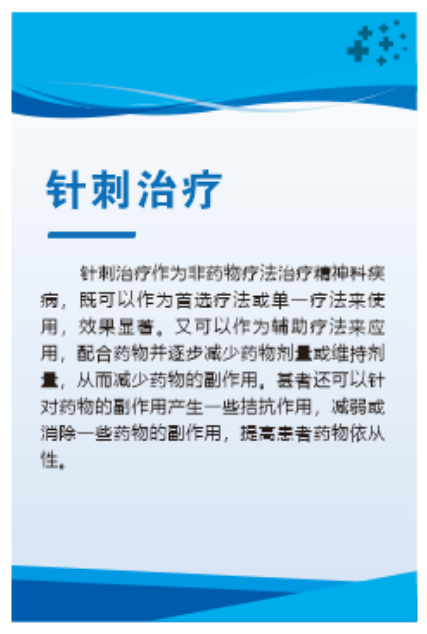 针刺治疗
针刺治疗作为非药物疗法治疗精神科疾
病，既可以作为首选疗法或单一疗法来使
用，效果显著。又可以作为辅助疗法来应
用，配合药物并逐步减少药物剂量或维持剂
量，从而减少药物的副作用。甚者还可以针
对药物的副作用产生一些拮抗作用，减弱或
消除一些药物的副作用，提高患者药物依从
性。